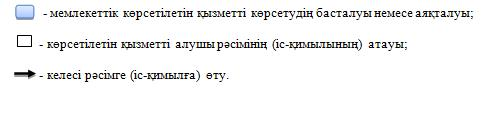 - мемлекеттік көрсетілетін қызметті көрсетудің басталуы немесе аяқталуы;
- көрсетілетін қызметті алушы рәсімінің (іс-қимылының) атауы;
- келесі рәсімге (іс-қимылға) өту.